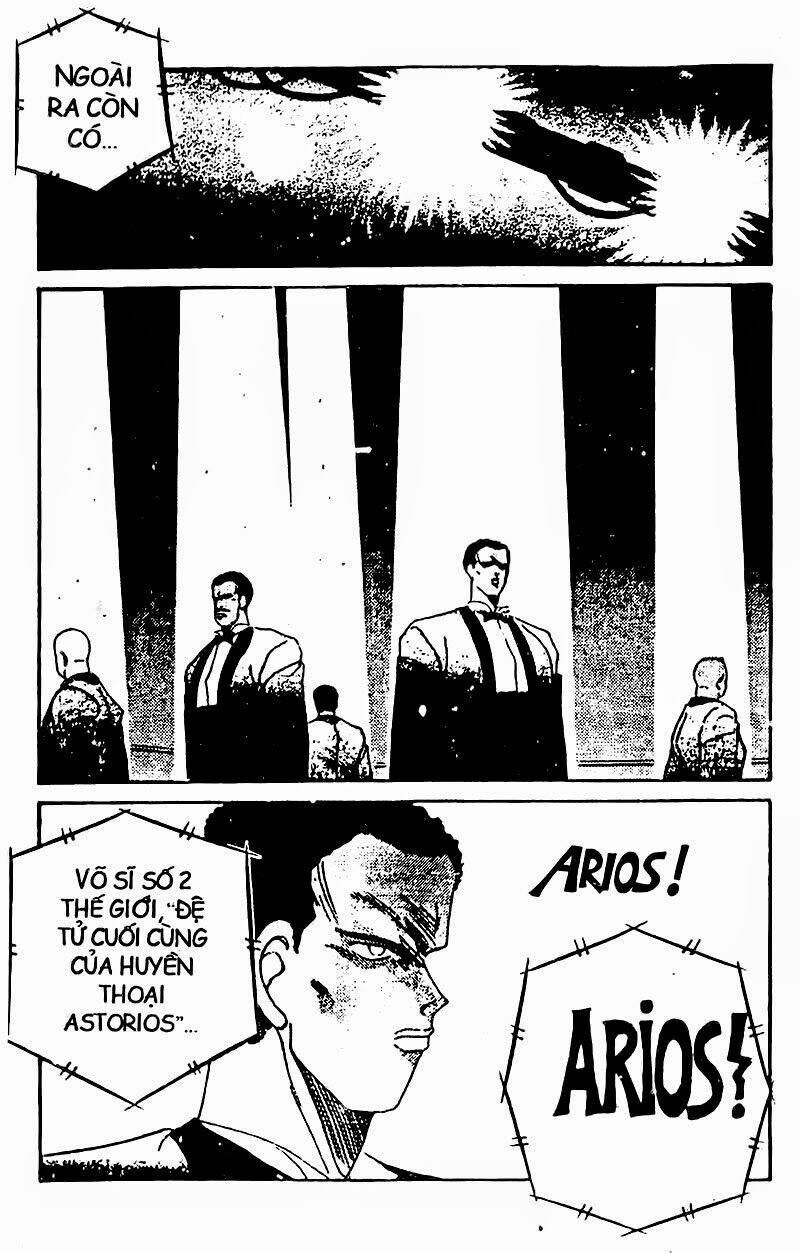 NGOÀI
RA CÒN
CÓ...
VÕ SĨ SỐ 2
THẾ GIỚI, "ĐỆ
TỬ CUỐI CÙNG
CỦA HUYỀN
THOẠI
ASTORIOS"...
ARIOS!
ARIOS!